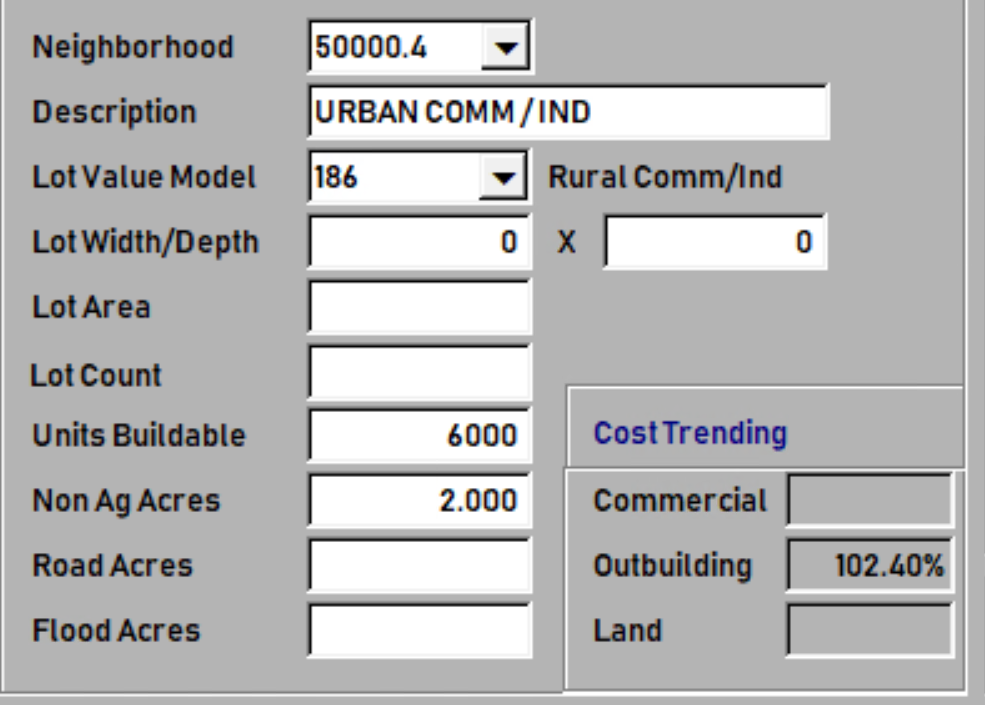 Neighborhood 50000.4
Description URBAN COMM / IND
Lot Value Model 186 Rural Comm/Ind
Lot Width/Depth 0 X 0
Lot Area
Lot Count
Units Buildable 6000
Cost Trending
Non Ag Acres 2.000
Commercial
Road Acres
Outbuilding 102.40%
Flood Acres
Land